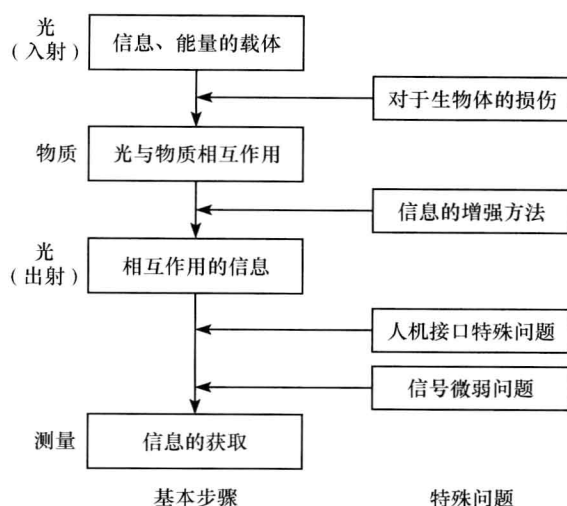 光
（入射）
信息、能量的载体
对于生物体的损伤
物质
光与物质相互作用
信息的增强方法
光
（出射）
相互作用的信息
人机接口特殊问题
信号微弱问题
测量
信息的获取
基本步骤
特殊问题